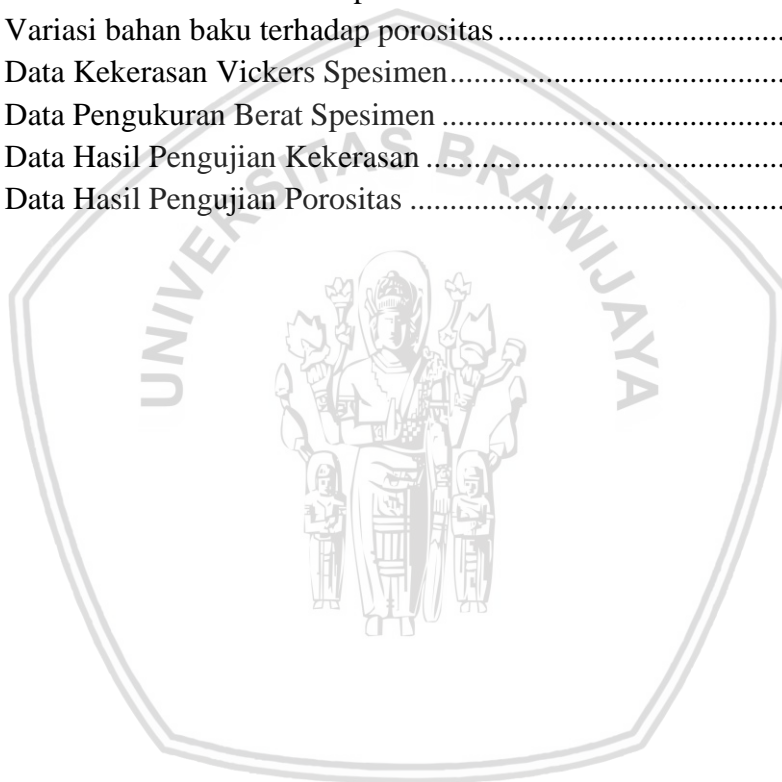 Variasi bahan baku terhadap porositas ........................................
Data Kekerasan Vickers Spesimen...............................................
Data Pengukuran Berat Spesimen ................................................
Data Hasil Pengujian Kekerasan ..................................................
Data Hasil Pengujian Porositas ....................................................
UNIVERSITAS BRAWIJAYA